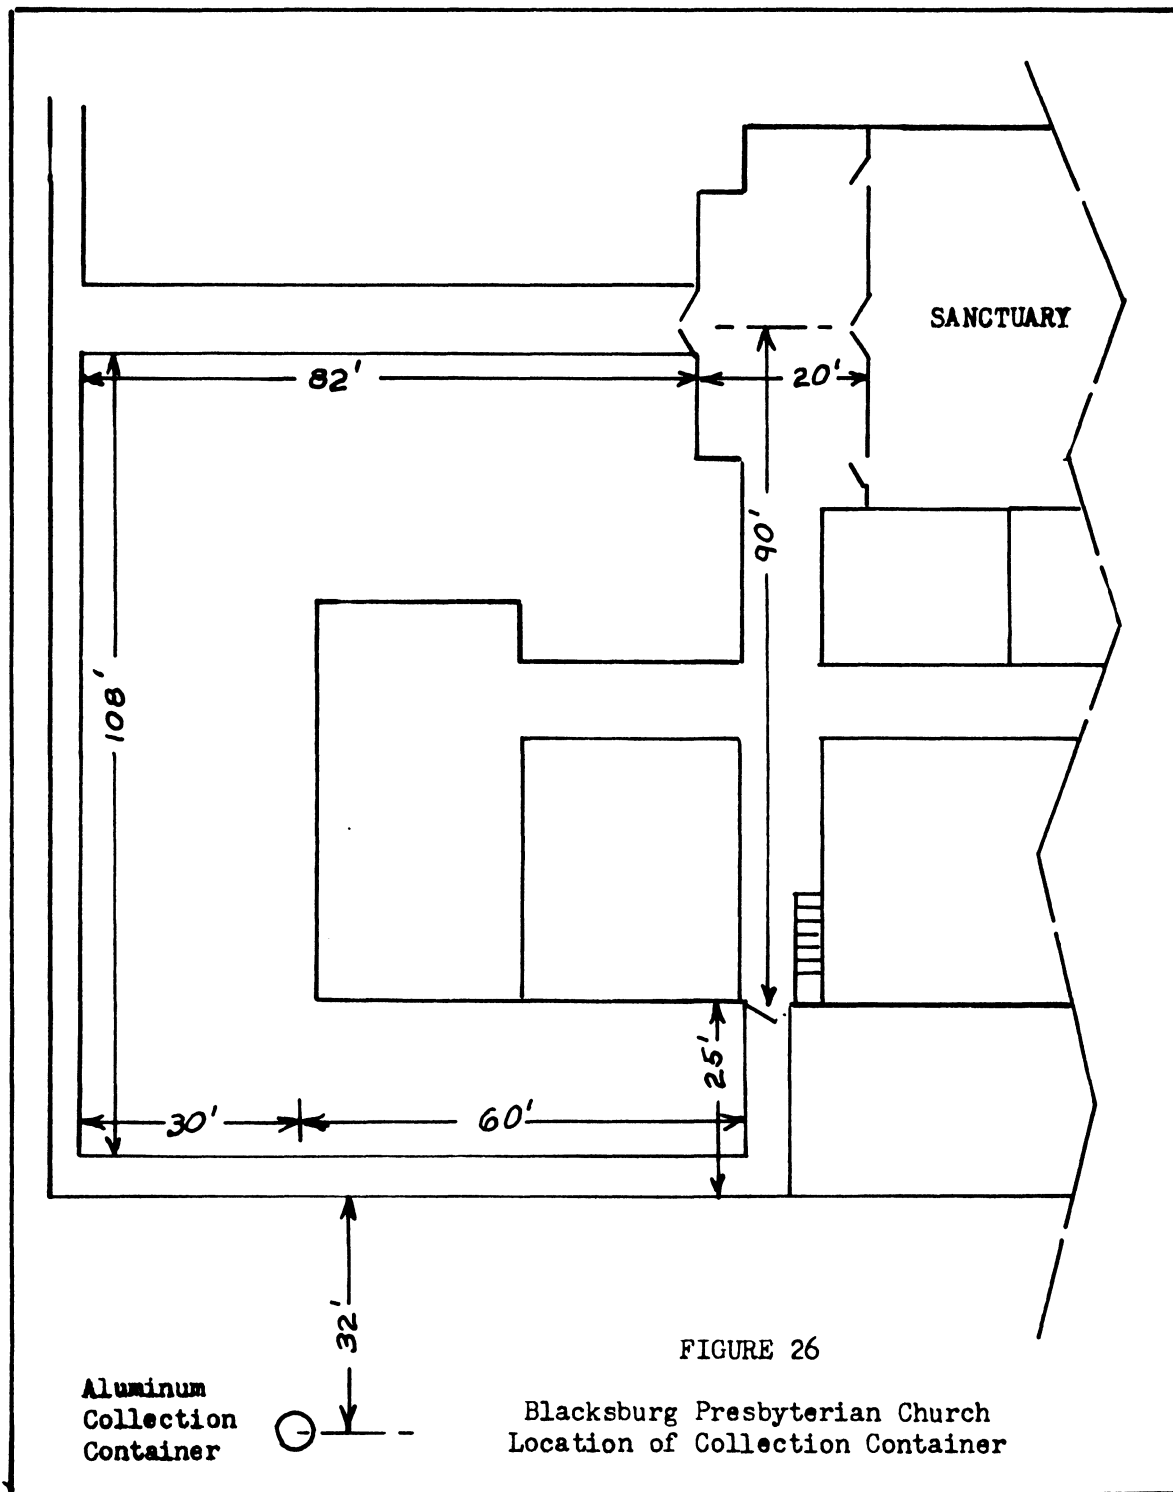 SANCTUARY
82'
20'
90'
108'
25'
30'
60'
32'
FIGURE 26
Aluminum
Collection
Container
Blacksburg Presbyterian Church
Location of Collection Container